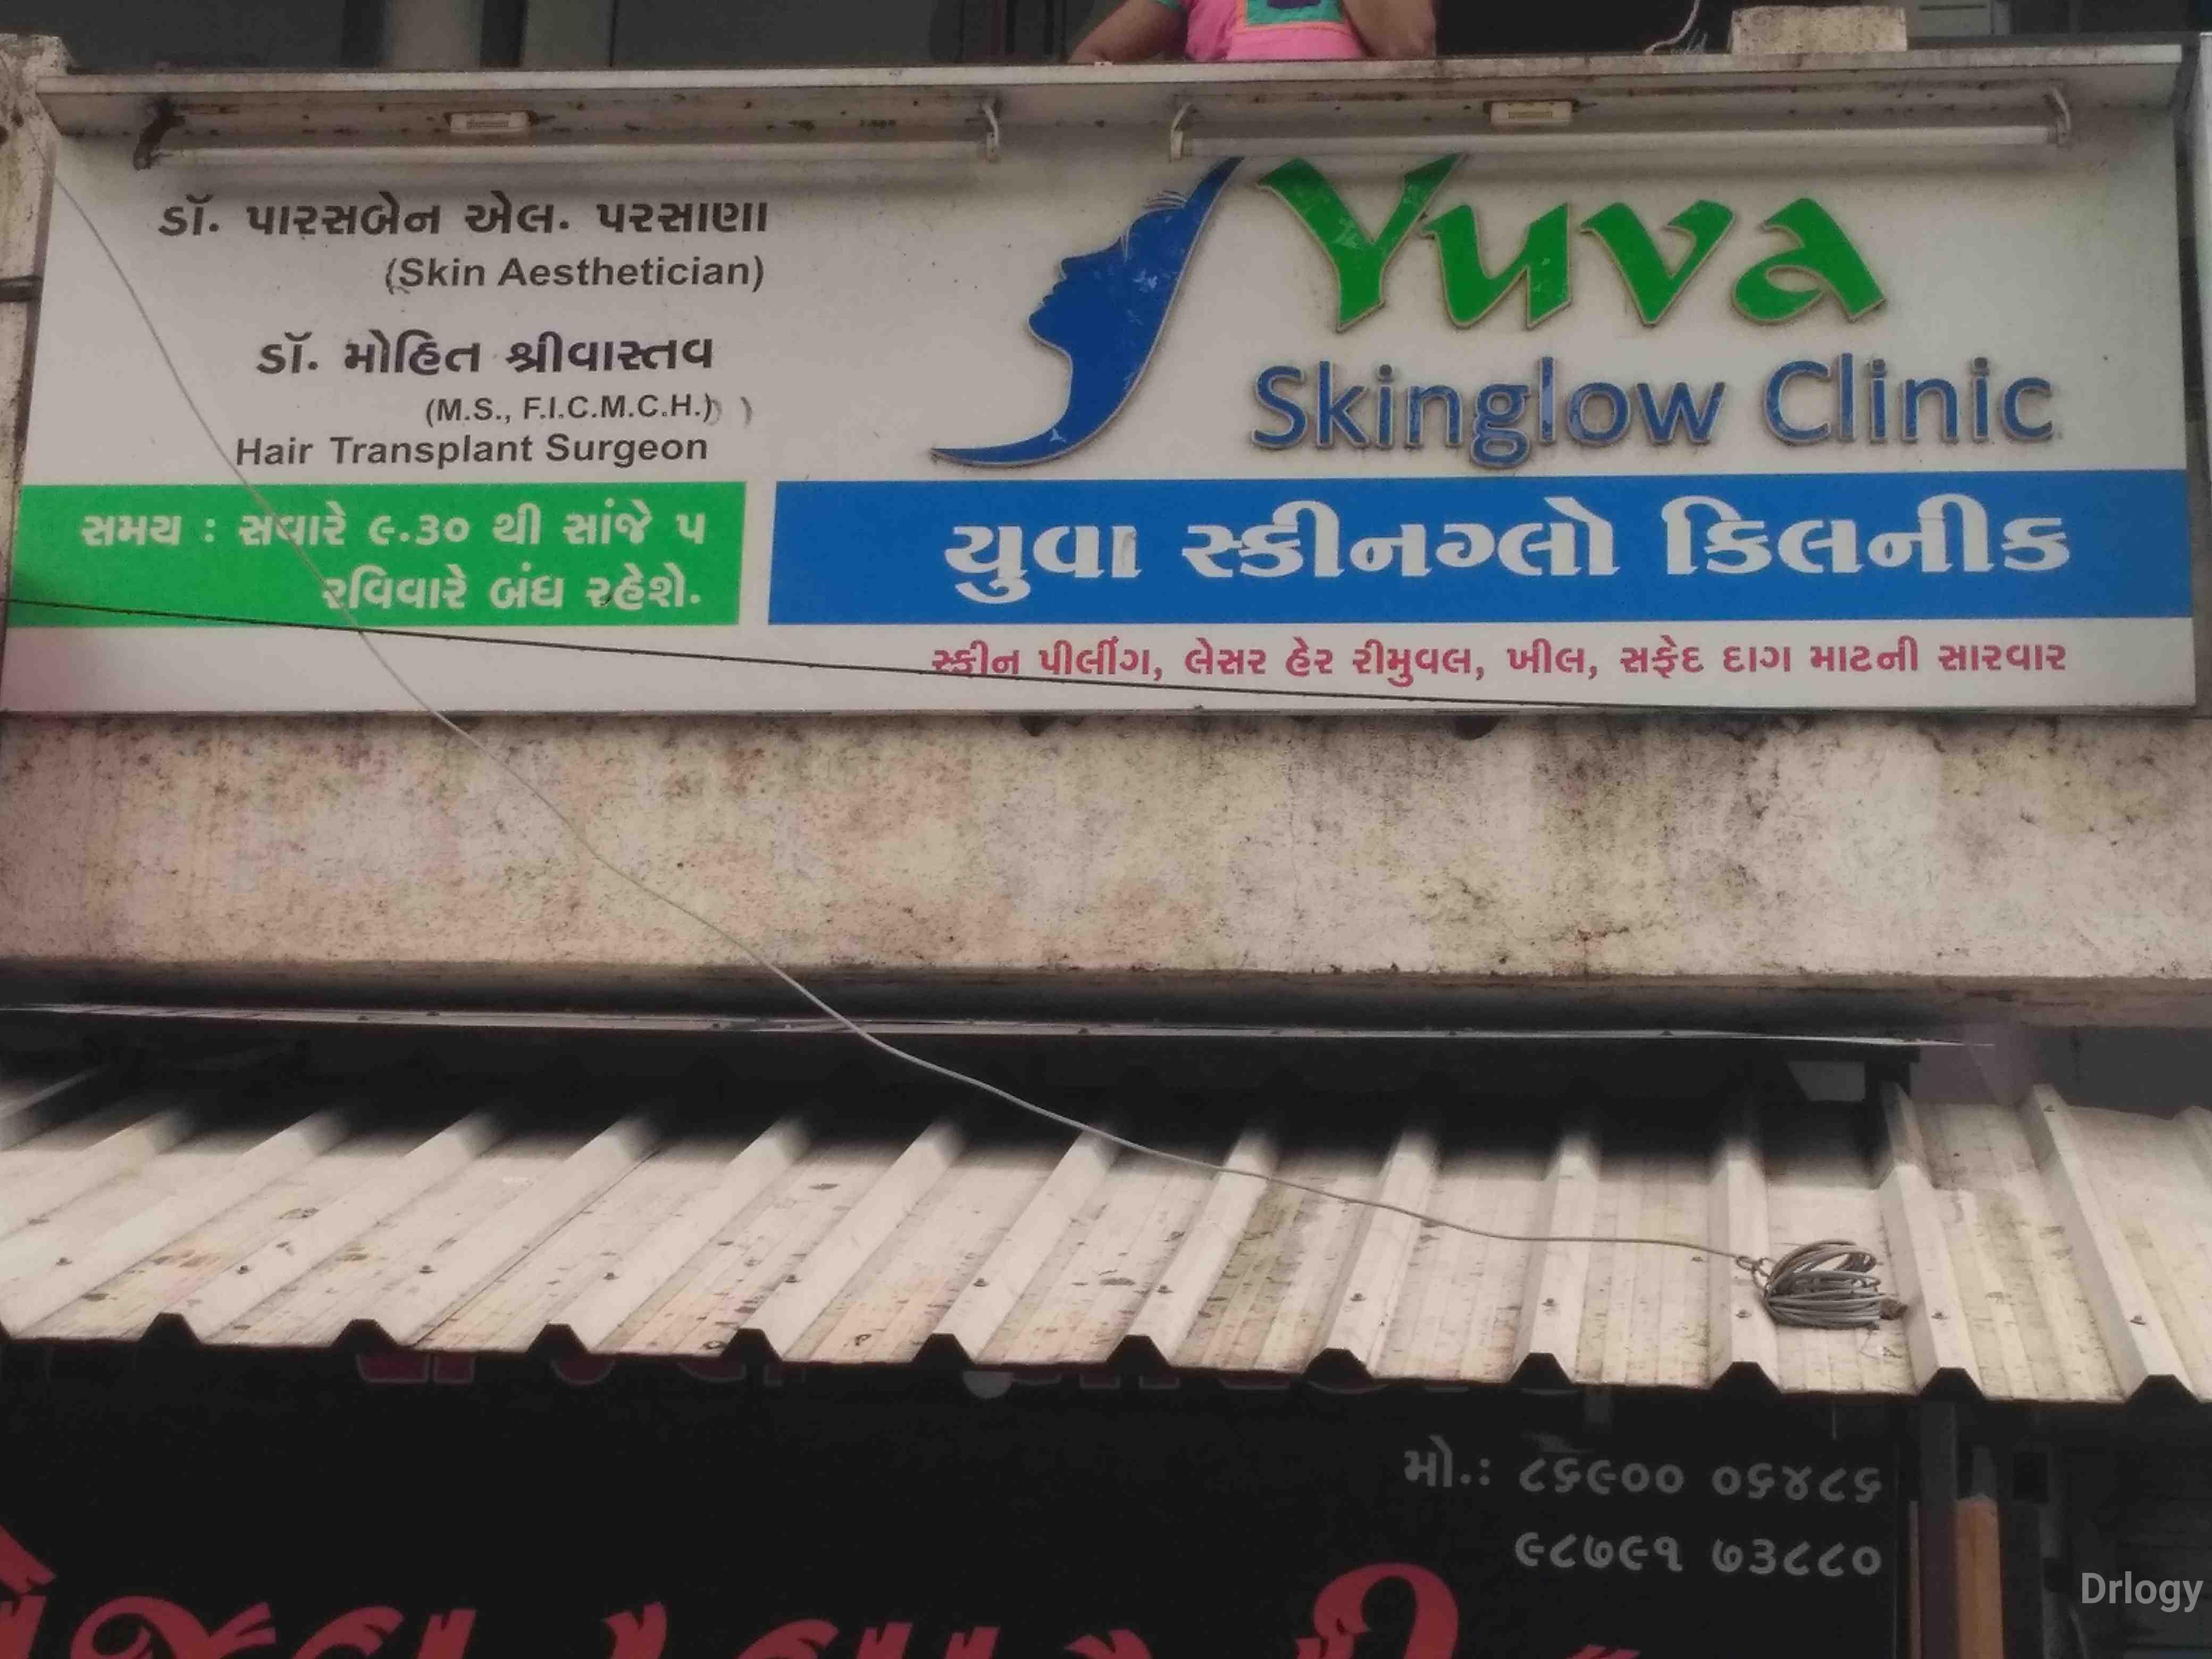 ડૉ. પારસબેન એલ. પરસાણા
(Skin Aesthetician)
ડૉ. મોહિત શ્રીવાસ્તવ
(M.S., F.I.C.M.C.H.)
Hair Transplant Surgeon
સમય : સવારે ૯.૩૦ થી સાંજે ૫
રવિવારે બંધ રહેશે.
Yuva
Skinglow Clinic
યુવા સ્કીનગ્લો કિલનીક
સ્કીન પીલીંગ, લેસર હેર રીમુવલ, ખીલ, સફેદ દાગ માટની સારવાર
મો.: ૮૬૯૦૦ ૦૬૪૮૬
૯૮૭૯૧ ૭૩૮૮૦
Drlogy